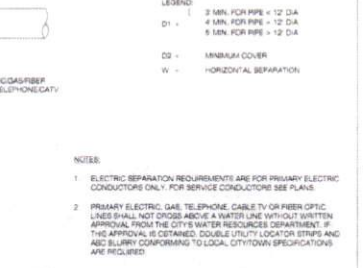 LEGEND:
3' MIN. FOR PIPE < 12" DIA
D1 - 4' MIN. FOR PIPE = 12" DIA
5' MIN. FOR PIPE > 12" DIA
D2 - MINIMUM COVER
W - HORIZONTAL SEPARATION
C/GAS/FIBER
ELEPHONE/CATV
NOTES:
1 ELECTRIC SEPARATION REQUIREMENTS ARE FOR PRIMARY ELECTRIC
CONDUCTORS ONLY. FOR SERVICE CONDUCTORS SEE PLANS.
2 PRIMARY ELECTRIC, GAS, TELEPHONE, CABLE TV OR FIBER OPTIC
LINES SHALL NOT CROSS ABOVE A WATER LINE WITHOUT WRITTEN
APPROVAL FROM THE CITY'S WATER RESOURCES DEPARTMENT. IF
THIS APPROVAL IS OBTAINED, DOUBLE UTILITY LOCATOR STRIPS AND
ABC SLURRY CONFORMING TO LOCAL CITY/TOWN SPECIFICATIONS
ARE REQUIRED.